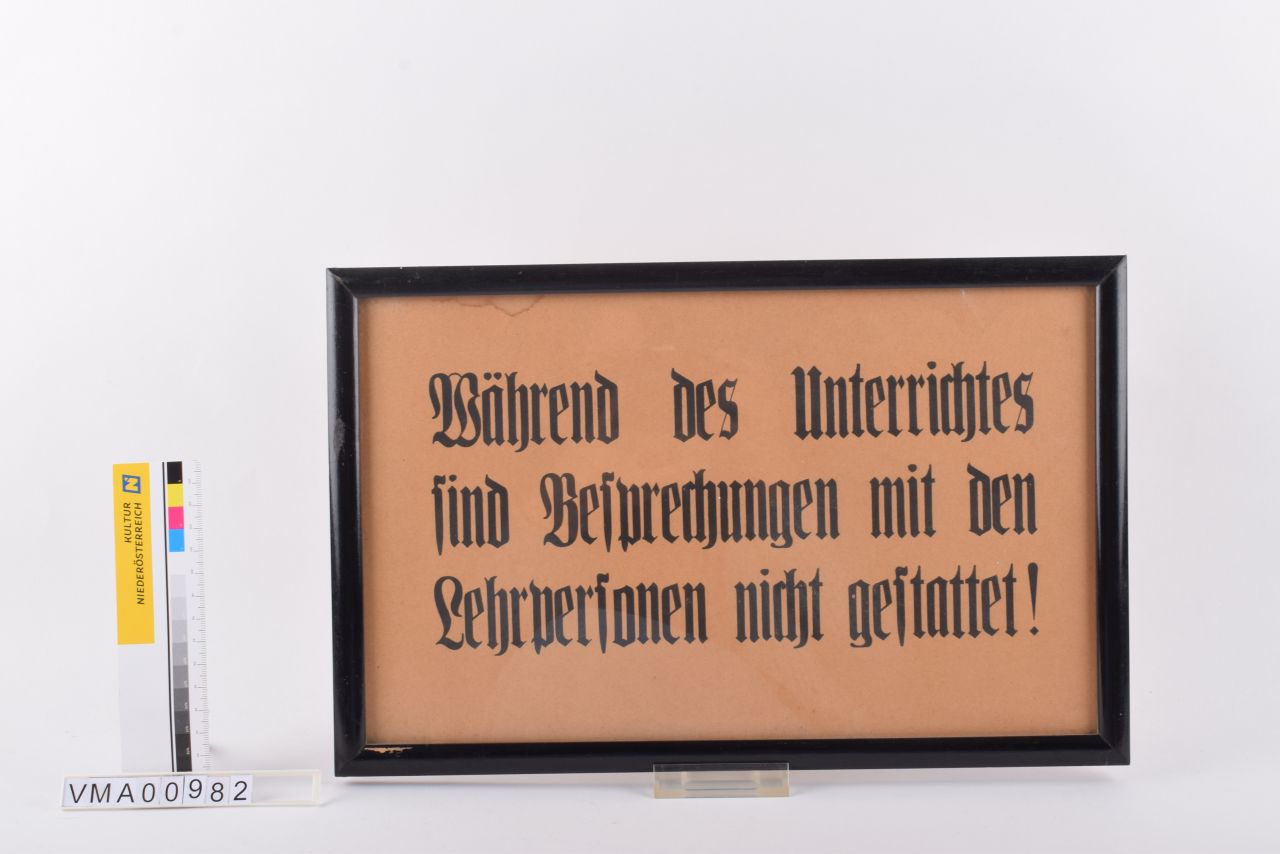 Während des Unterrichtes
ſind Beſprechungen mit den
Lehrperſonen nicht geſtattet!
KULTUR
NIEDERÖSTERREICH
VMA00982